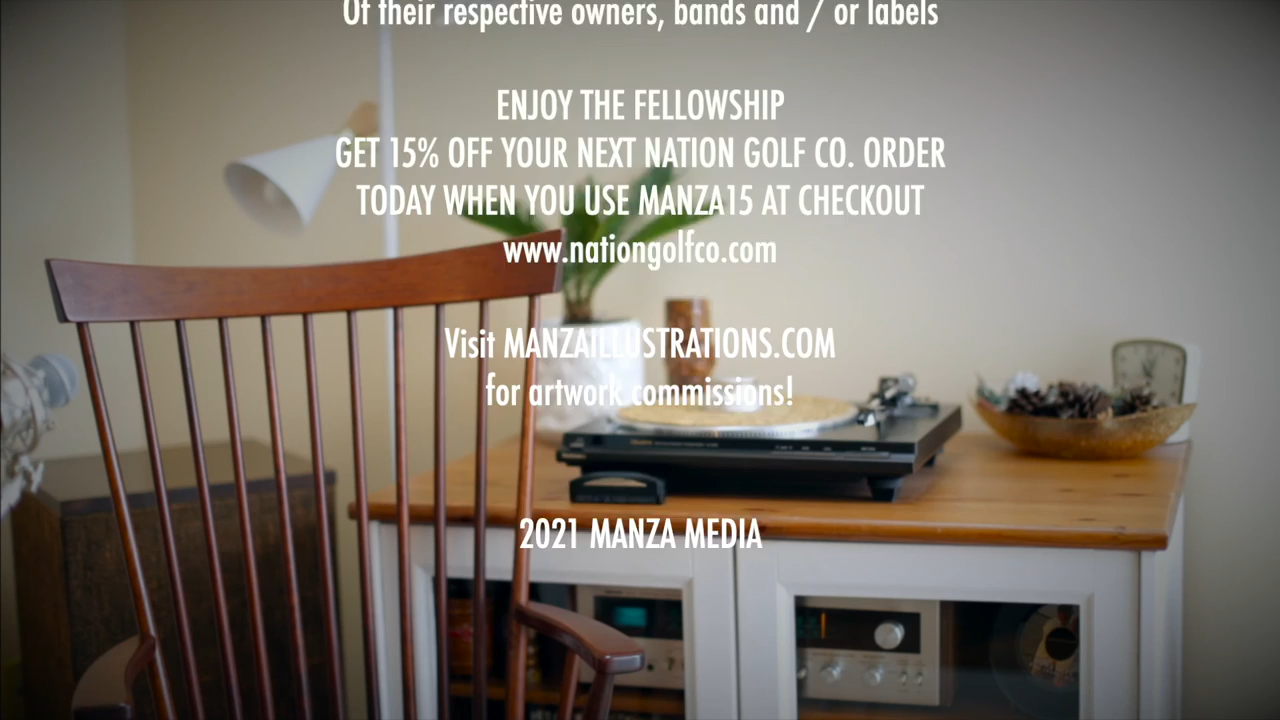 Of their respective owners, bands and / or labels
ENJOY THE FELLOWSHIP
GET 15% OFF YOUR NEXT NATION GOLF CO. ORDER
TODAY WHEN YOU USE MANZA15 AT CHECKOUT
www.nationgolfco.com
Visit MANZAILLUSTRATIONS.COM
for artwork commissions!
2021 MANZA MEDIA